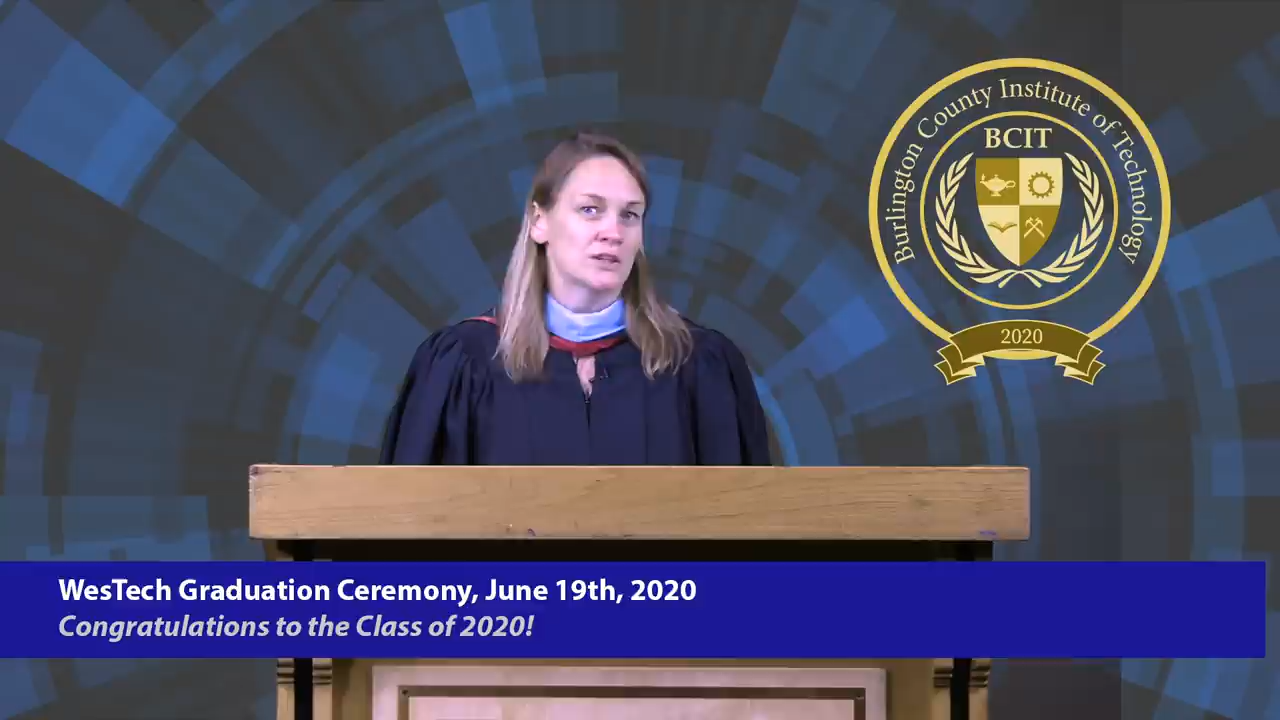 Burlington County Institute of Technology
BCIT
2020
WesTech Graduation Ceremony, June 19th, 2020
Congratulations to the Class of 2020!